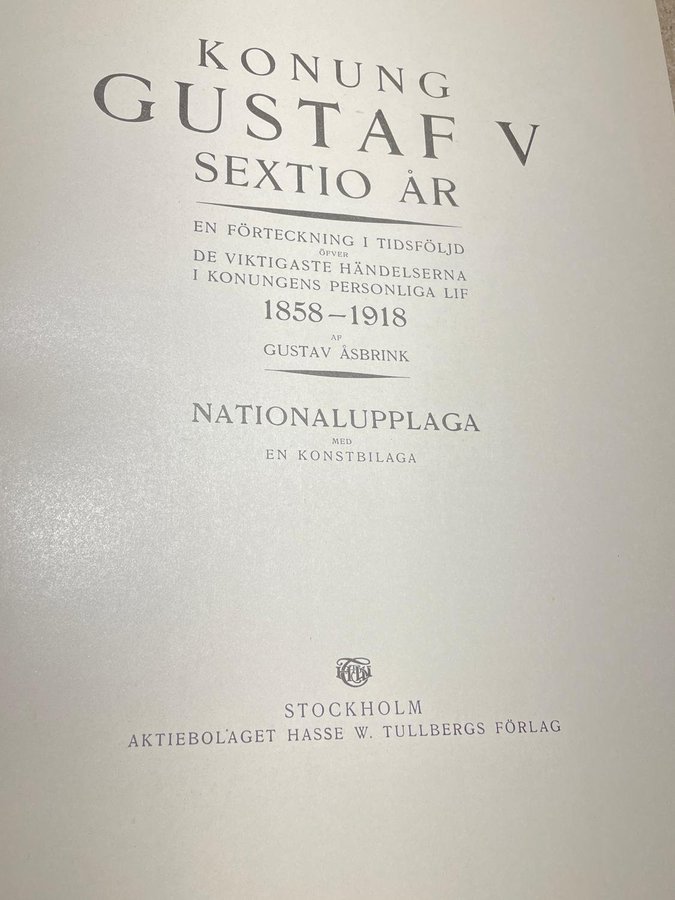 KONUNG
GUSTAF V
SEXTIO ÅR
EN FÖRTECKNING I TIDSFÖLJD
ÖFVER
DE VIKTIGASTE HÄNDELSERNA
I KONUNGENS PERSONLIGA LIF
1858–1918
AF
GUSTAV ÅSBRINK
NATIONALUPPLAGA
MED
EN KONSTBILAGA
STOCKHOLM
AKTIEBOLAGET HASSE W. TULLBERGS FÖRLAG